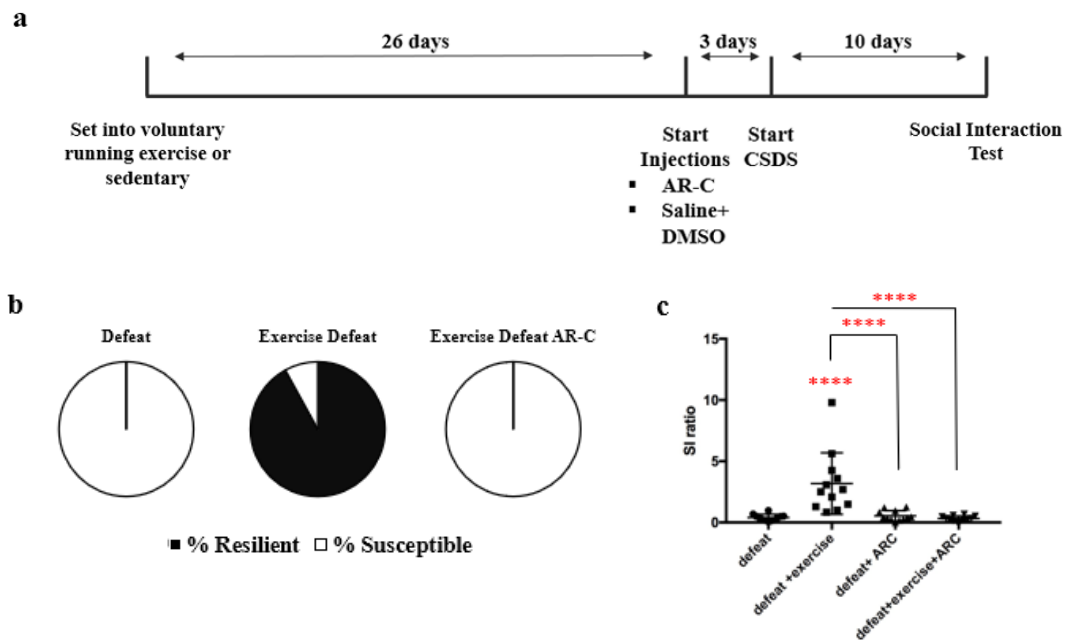 a
26 days
3 days
10 days
Set into voluntary
running exercise or
sedentary
Start
Injections
▪ AR-C
▪ Saline+
DMSO
Start
CSDS
Social Interaction
Test
b
Defeat
Exercise Defeat
Exercise Defeat AR-C
■ % Resilient □ % Susceptible
c
****
****
****
15
10
5
0
SI ratio
defeat
defeat +exercise
defeat+ ARC
defeat+exercise+ARC